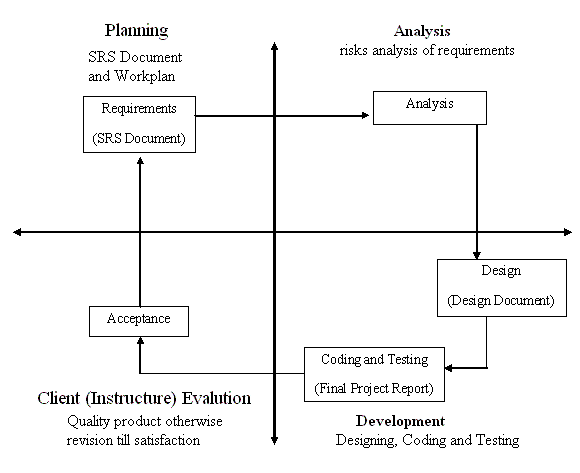 Planning
SRS Document
and Workplan
Requirements
(SRS Document)
Analysis
risks analysis of requirements
Analysis
Design
(Design Document)
Acceptance
Coding and Testing
(Final Project Report)
Client (Instructure) Evalution
Quality product otherwise
revision till satisfaction
Development
Designing, Coding and Testing